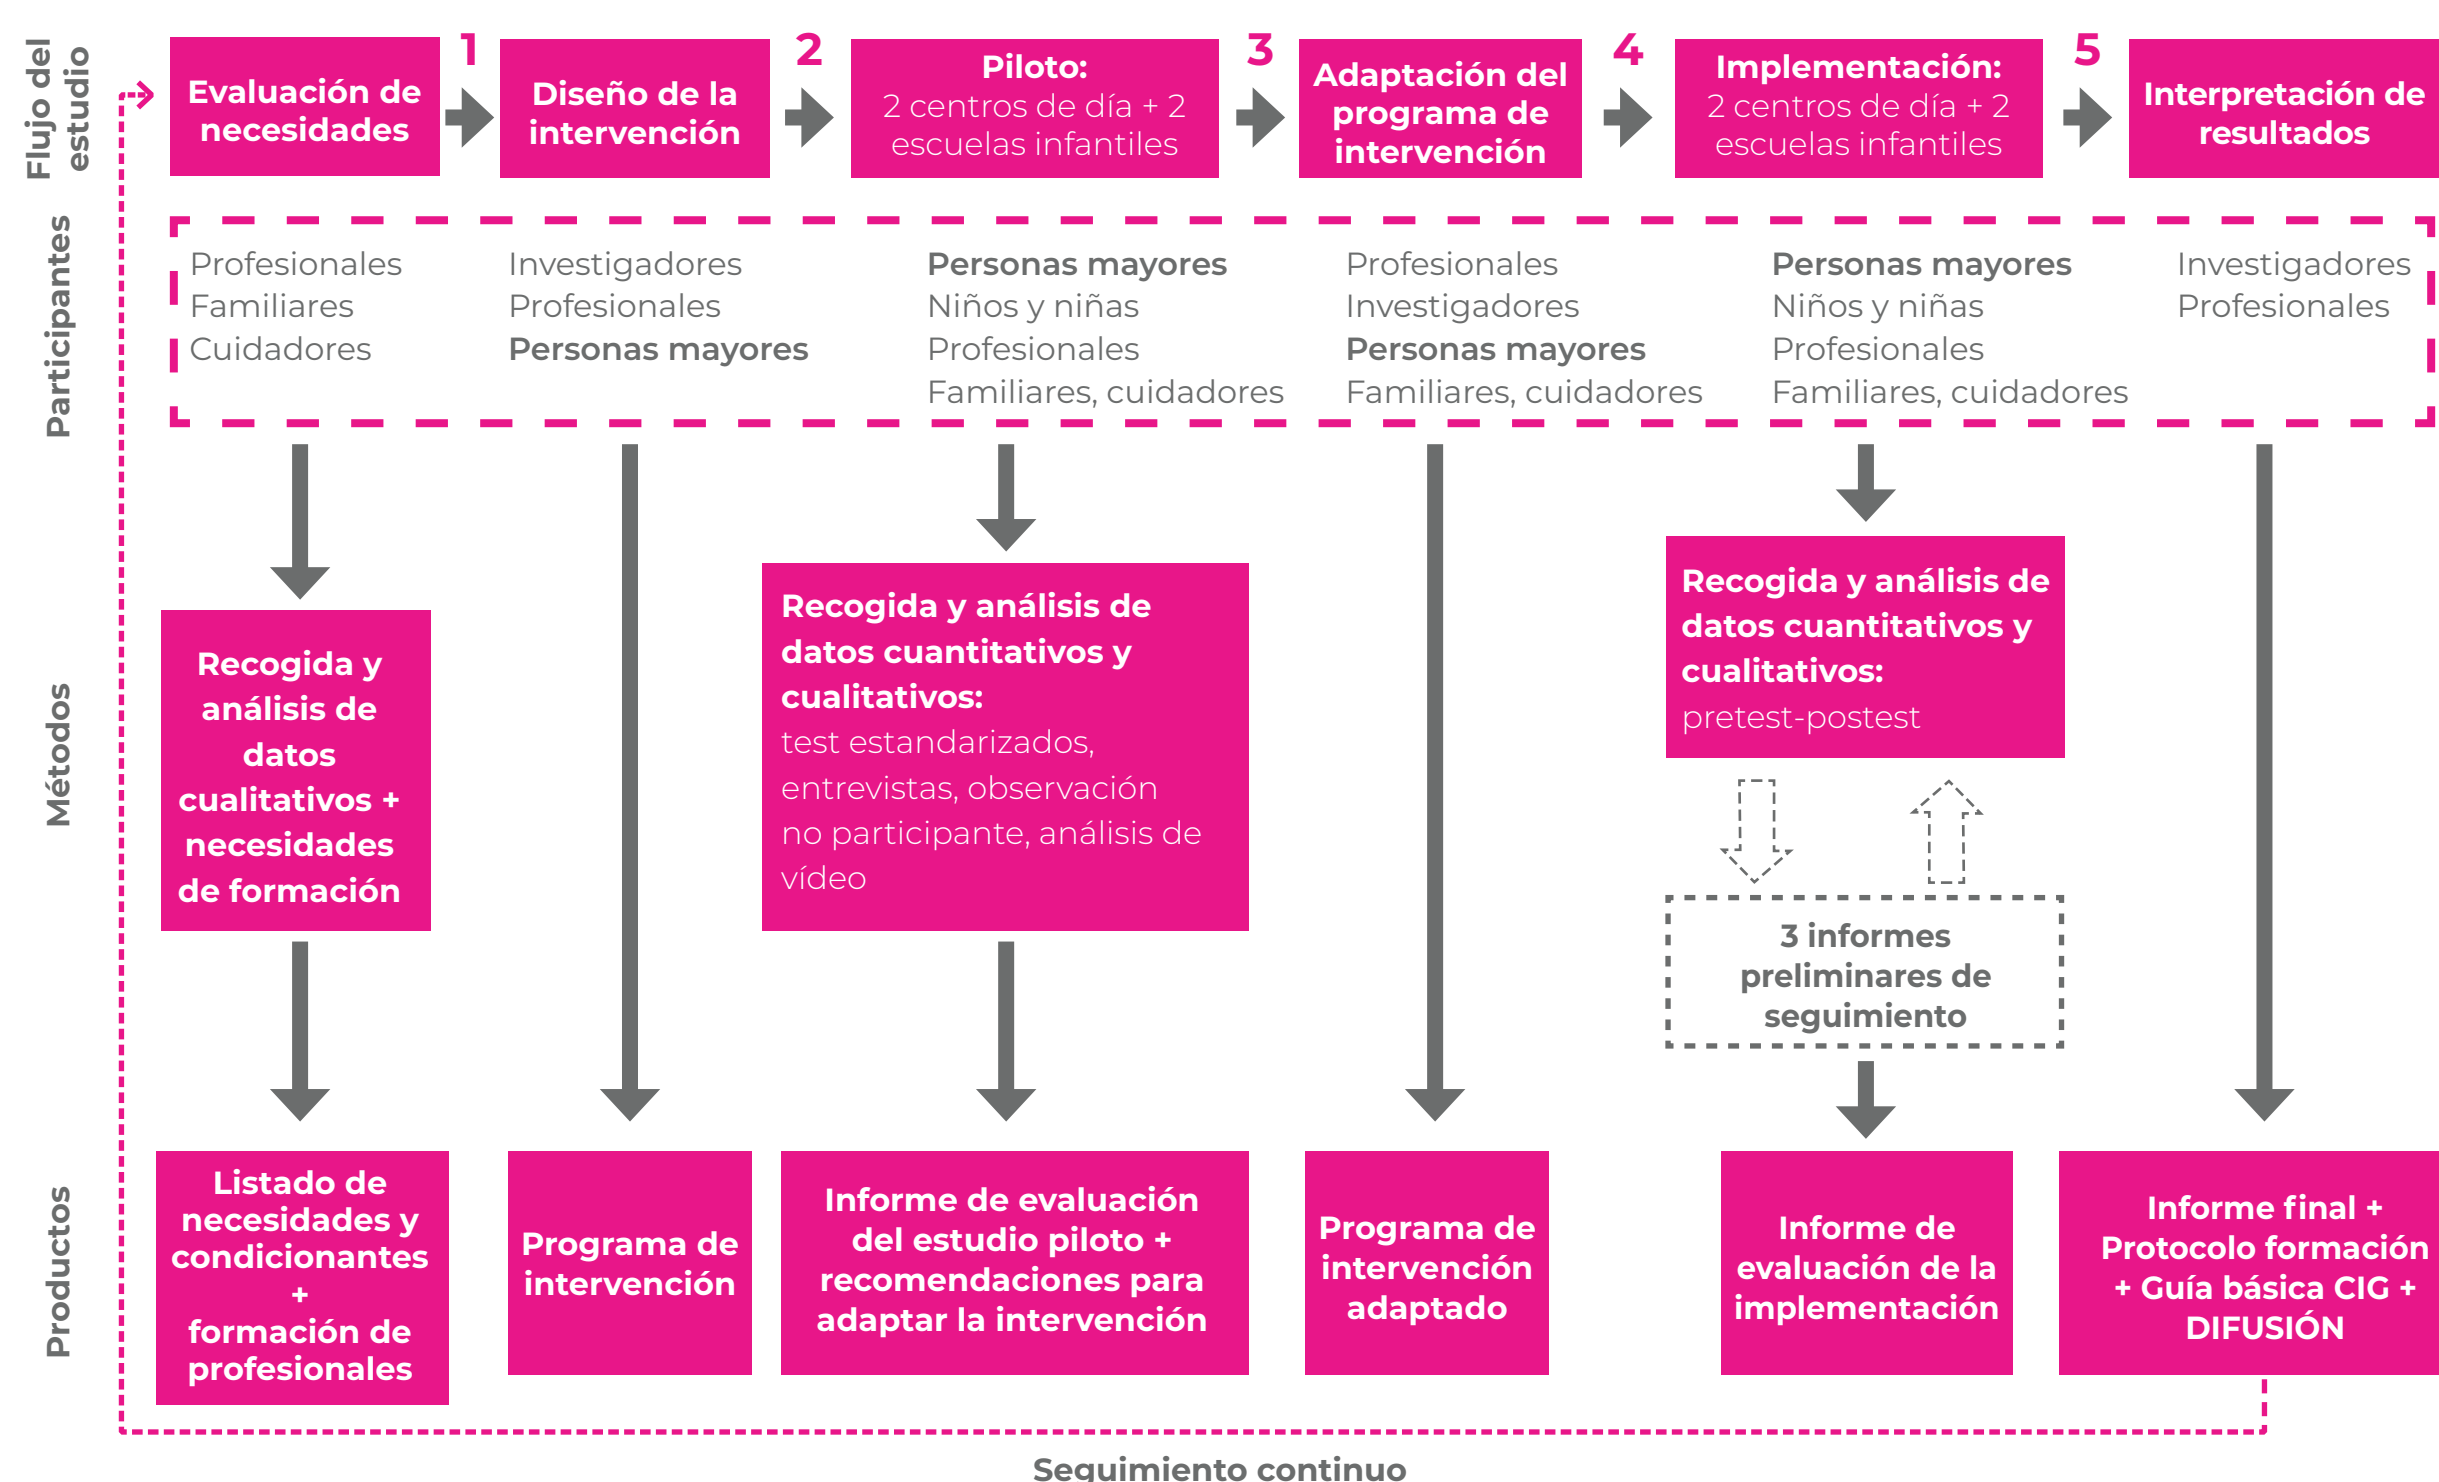 Flujo del
estudio
Evaluación de
necesidades
1
Diseño de la
intervención
2
Piloto:
2 centros de día + 2
escuelas infantiles
3
Adaptación del
programa de
intervención
4
Implementación:
2 centros de día + 2
escuelas infantiles
5
Interpretación de
resultados
Participantes
Profesionales
Familiares
Cuidadores
Investigadores
Profesionales
Personas mayores
Personas mayores
Niños y niñas
Profesionales
Familiares, cuidadores
Profesionales
Investigadores
Personas mayores
Familiares, cuidadores
Personas mayores
Niños y niñas
Profesionales
Familiares, cuidadores
Investigadores
Profesionales
Métodos
Recogida y
análisis de
datos
cualitativos +
necesidades
de formación
Recogida y análisis de
datos cuantitativos y
cualitativos:
test estandarizados,
entrevistas, observación
no participante, análisis de
vídeo
Recogida y análisis de
datos cuantitativos y
cualitativos:
pretest-postest
3 informes
preliminares de
seguimiento
Productos
Listado de
necesidades y
condicionantes
+
formación de
profesionales
Programa de
intervención
Informe de evaluación
del estudio piloto +
recomendaciones para
adaptar la intervención
Programa de
intervención
adaptado
Informe de
evaluación de la
implementación
Informe final +
Protocolo formación
+ Guía básica CIG +
DIFUSIÓN
Seguimiento continuo